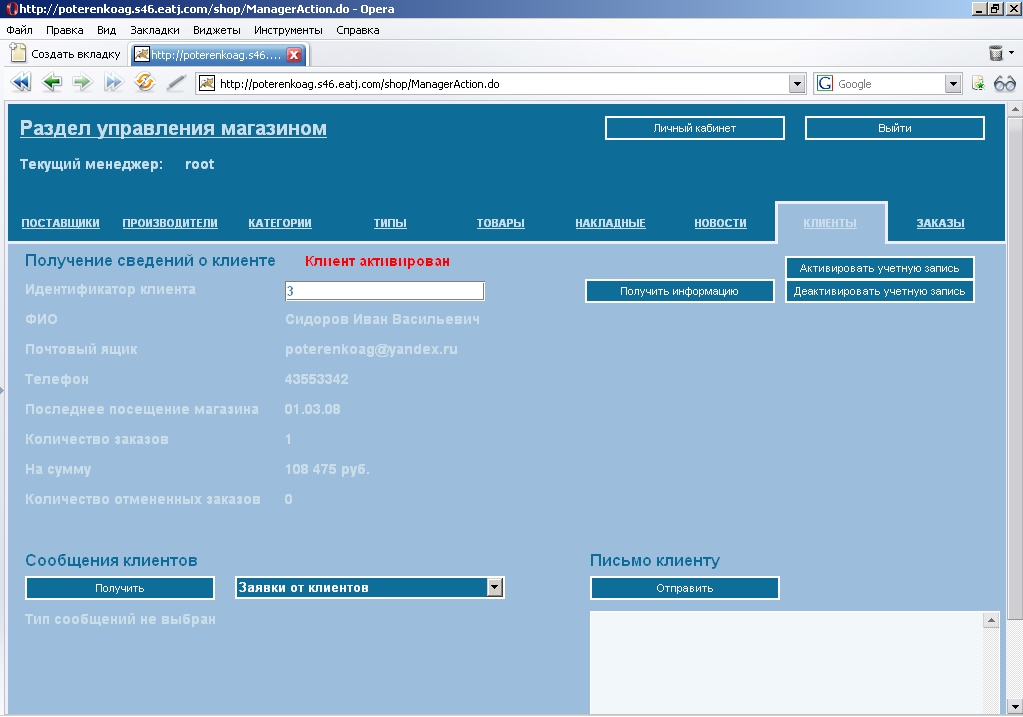 http://poterenkoag.s46.eatj.com/shop/ManagerAction.do - Opera
Файл Правка Вид Закладки Виджеты Инструменты Справка
Создать вкладку http://poterenkoag.s46....
http://poterenkoag.s46.eatj.com/shop/ManagerAction.do Google
Раздел управления магазином Личный кабинет Выйти
Текущий менеджер: root
ПОСТАВЩИКИ ПРОИЗВОДИТЕЛИ КАТЕГОРИИ ТИПЫ ТОВАРЫ НАКЛАДНЫЕ НОВОСТИ КЛИЕНТЫ ЗАКАЗЫ
Получение сведений о клиенте Клиент активирован Активировать учетную запись
Идентификатор клиента 3 Получить информацию Деактивировать учетную запись
ФИО Сидоров Иван Васильевич
Почтовый ящик poterenkoag@yandex.ru
Телефон 43553342
Последнее посещение магазина 01.03.08
Количество заказов 1
На сумму 108 475 руб.
Количество отмененных заказов 0
Сообщения клиентов Письмо клиенту
Получить Заявки от клиентов Отправить
Тип сообщений не выбран